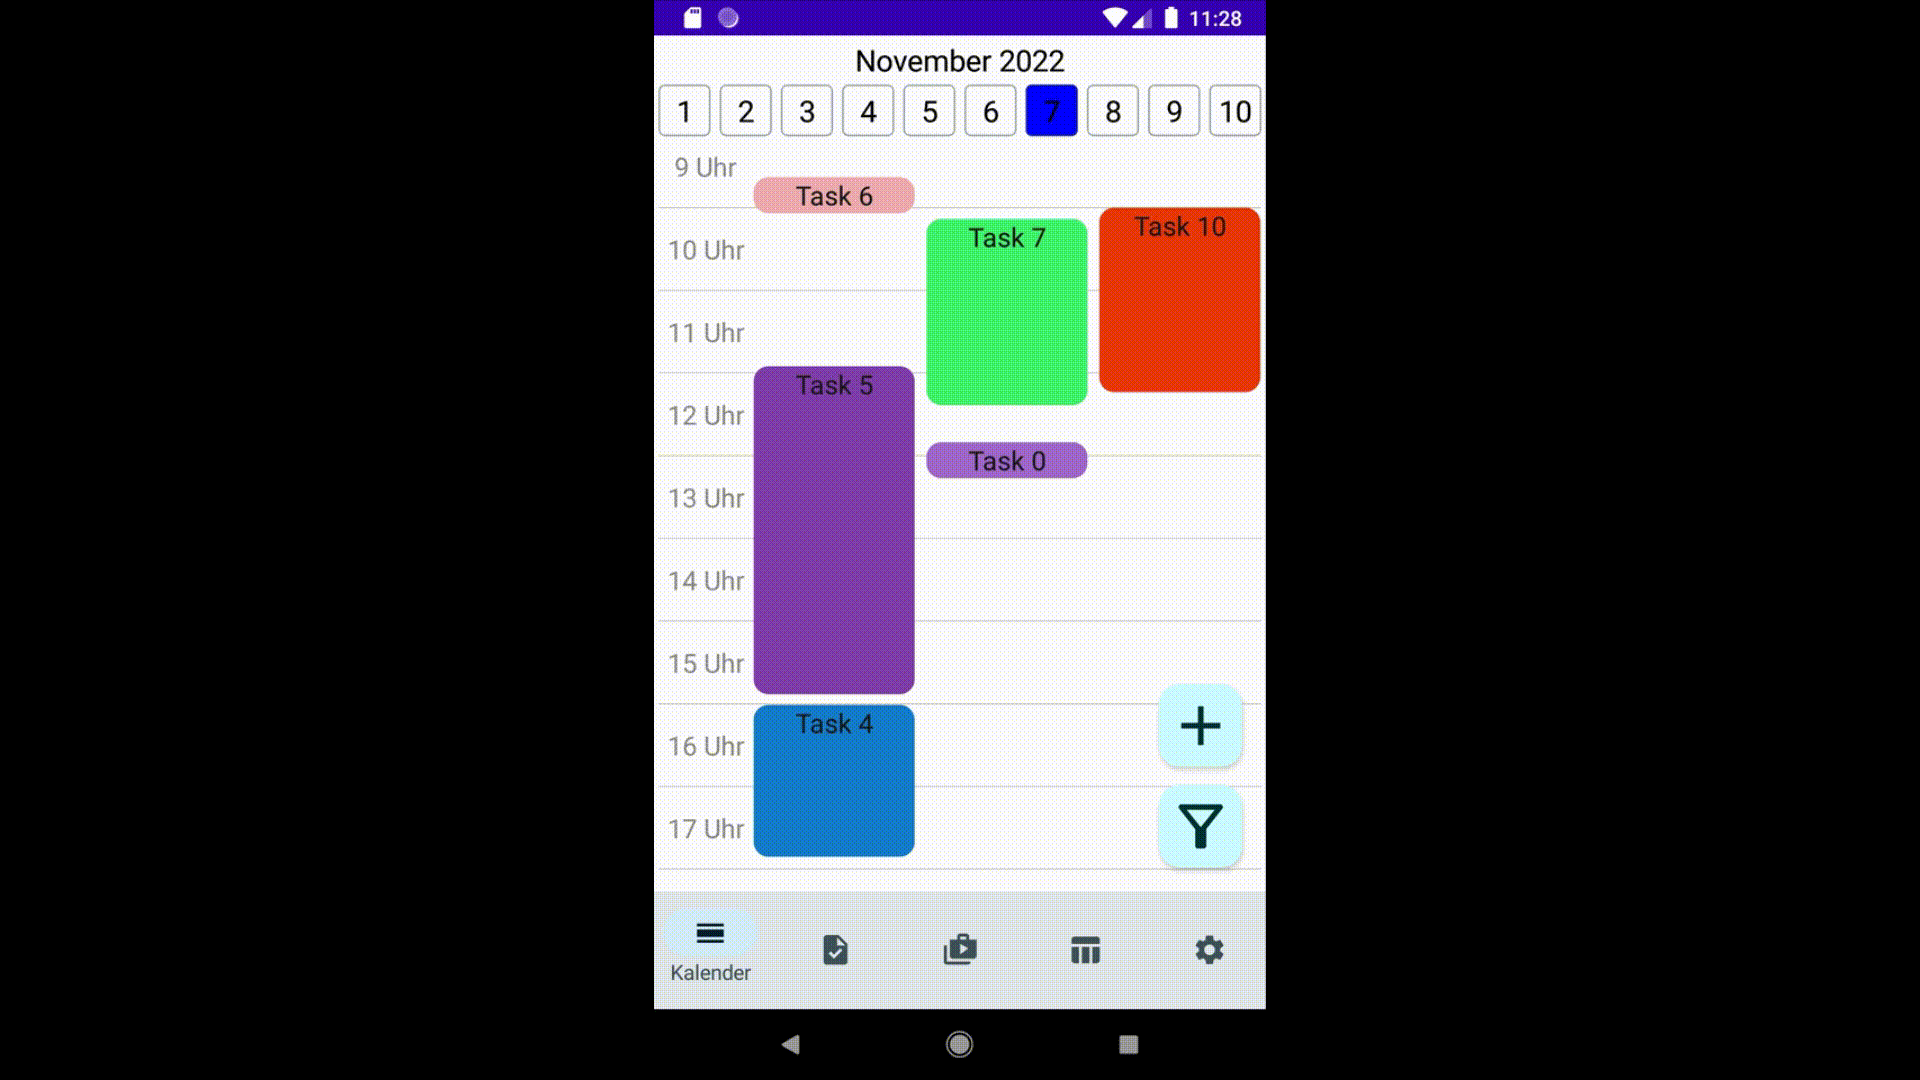 11:28
November 2022
1 2 3 4 5 6 7 8 9 10
9 Uhr
Task 6
Task 7
Task 10
10 Uhr
11 Uhr
Task 5
12 Uhr
Task 0
13 Uhr
14 Uhr
15 Uhr
Task 4
16 Uhr
17 Uhr
Kalender